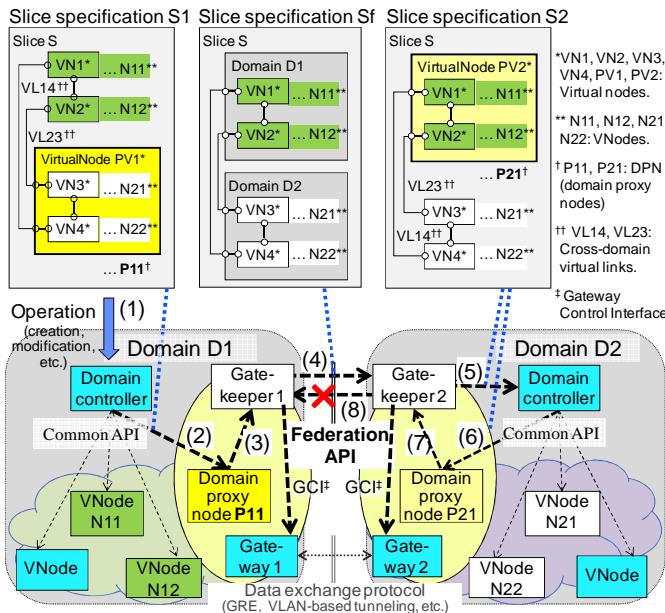 Slice specification S1
Slice S
VN1*
... N11**
VL14††
VN2*
... N12**
VL23††
VirtualNode PV1*
VN3*
... N21**
VN4*
... N22**
... P11†
Slice specification Sf
Slice S
Domain D1
VN1*
... N11**
VN2*
... N12**
Domain D2
VN3*
... N21**
VN4*
... N22**
Slice specification S2
Slice S
VirtualNode PV2*
VN1*
... N11**
VN2*
... N12**
... P21†
VL23††
VN3*
... N21**
VL14††
VN4*
... N22**
*VN1, VN2, VN3,
VN4, PV1, PV2:
Virtual nodes.
** N11, N12, N21
N22: VNodes.
† P11, P21: DPN
(domain proxy
nodes)
†† VL14, VL23:
Cross-domain
virtual links.
‡ Gateway
Control Interface
Operation
(creation,
modification,
etc.)
(1)
Domain D1
Domain
controller
Common API
(2)
(3)
Gate-
keeper 1
(4)
(8)
Federation
API
Gate-
keeper 2
(5)
Domain D2
Domain
controller
Common API
(6)
(7)
Domain
proxy
node P11
GCI‡
GCI‡
Domain
proxy
node P21
VNode
N11
VNode
VNode
N12
Gate-
way 1
Gate-
way 2
VNode
N21
VNode
N22
VNode
Data exchange protocol
(GRE, VLAN-based tunneling, etc.)